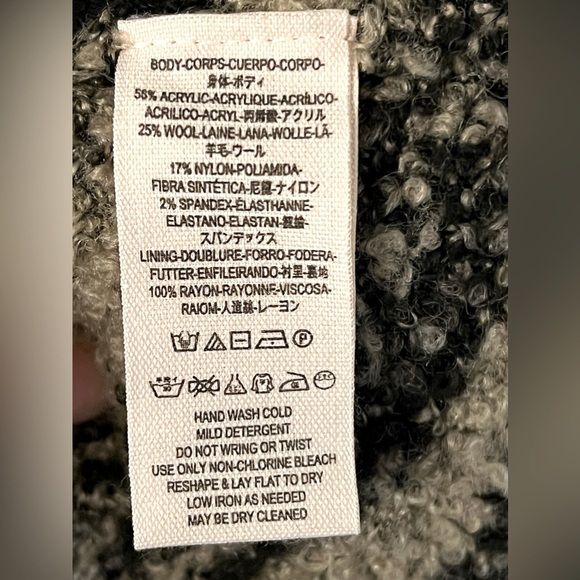 BODY-CORPS-CUERPO-CORPO-
身体-ボディ
56% ACRYLIC-ACRYLIQUE-ACRÍLICO-
ACRILICO-ACRYL-丙烯酸-アクリル
25% WOOL-LAINE-LANA-WOLLE-LÃ-
羊毛-ウール
17% NYLON-POLIAMIDA-
FIBRA SINTÉTICA-尼龍-ナイロン
2% SPANDEX-ÉLASTHANNE-
ELASTANO-ELASTAN-
スパンデックス
LINING-DOUBLURE-FORRO-FODERA-
FUTTER-ENFILEIRANDO-衬里-裏地
100% RAYON-RAYONNE-VISCOSA-
RAIOM-人造絲-レーヨン
P
30
HAND WASH COLD
MILD DETERGENT
DO NOT WRING OR TWIST
USE ONLY NON-CHLORINE BLEACH
RESHAPE & LAY FLAT TO DRY
LOW IRON AS NEEDED
MAY BE DRY CLEANED